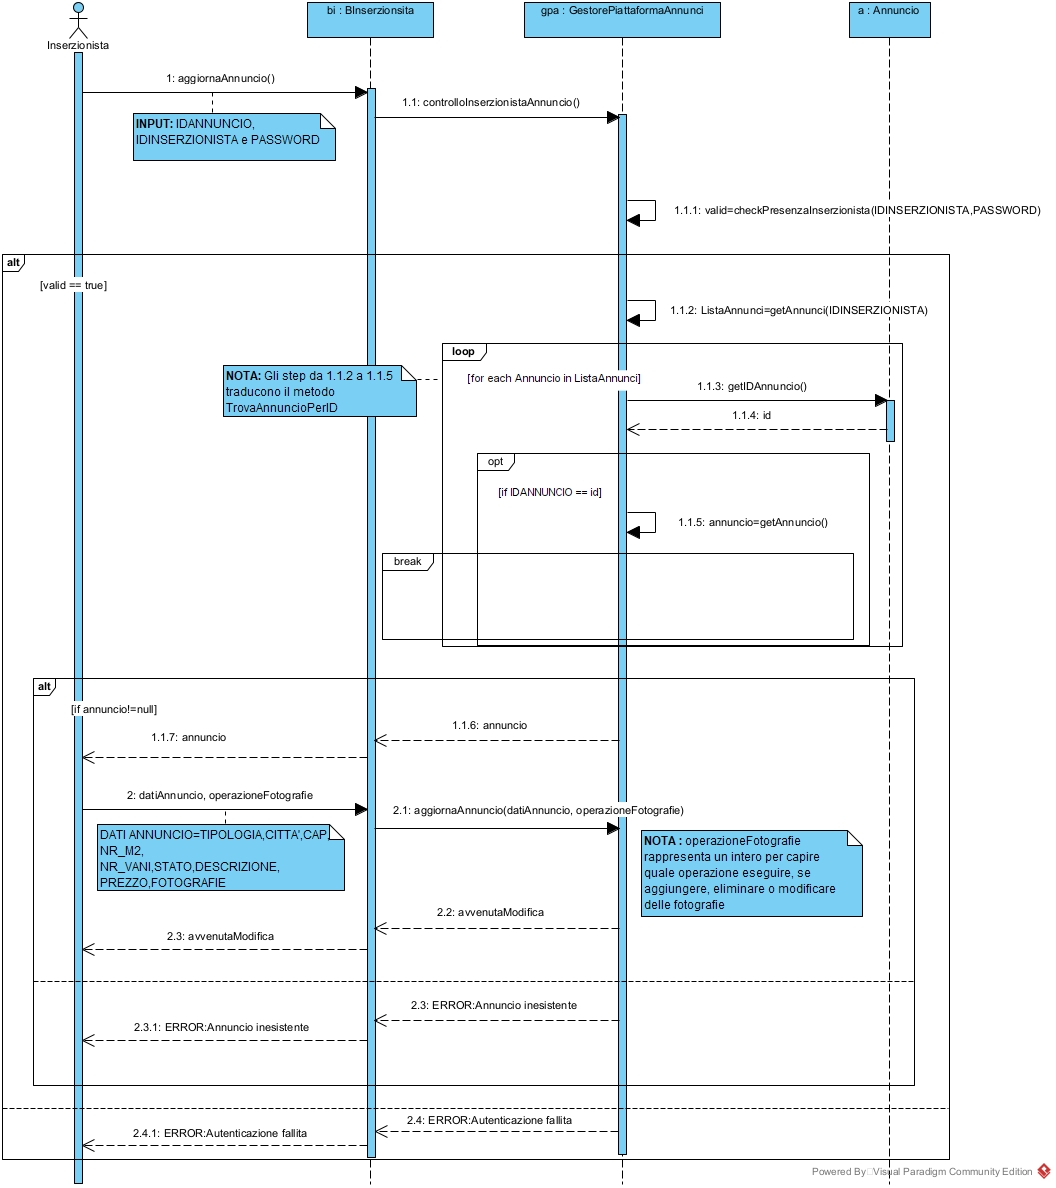 bi : BInserzionsita
gpa : GestorePiattaformaAnnunci
a : Annuncio
Inserzionista
1: aggiornaAnnuncio()
1.1: controlloInserzionistaAnnuncio()
INPUT: IDANNUNCIO,
IDINSERZIONISTA e PASSWORD
1.1.1: valid=checkPresenzaInserzionista(IDINSERZIONISTA,PASSWORD)
alt
[valid == true]
1.1.2: ListaAnnunci=getAnnunci(IDINSERZIONISTA)
loop
[for each Annuncio in ListaAnnunci]
NOTA: Gli step da 1.1.2 a 1.1.5
traducono il metodo
TrovaAnnuncioPerID
1.1.3: getIDAnnuncio()
1.1.4: id
opt
[if IDANNUNCIO == id]
1.1.5: annuncio=getAnnuncio()
break
alt
[if annuncio!=null]
1.1.6: annuncio
1.1.7: annuncio
2: datiAnnuncio, operazioneFotografie
2.1: aggiornaAnnuncio(datiAnnuncio, operazioneFotografie)
DATI ANNUNCIO=TIPOLOGIA,CITTA',CAP,
NR_M2,
NR_VANI,STATO,DESCRIZIONE,
PREZZO,FOTOGRAFIE
NOTA : operazioneFotografie
rappresenta un intero per capire
quale operazione eseguire, se
aggiungere, eliminare o modificare
delle fotografie
2.2: avvenutaModifica
2.3: avvenutaModifica
2.3: ERROR:Annuncio inesistente
2.3.1: ERROR:Annuncio inesistente
2.4: ERROR:Autenticazione fallita
2.4.1: ERROR:Autenticazione fallita
Powered By Visual Paradigm Community Edition